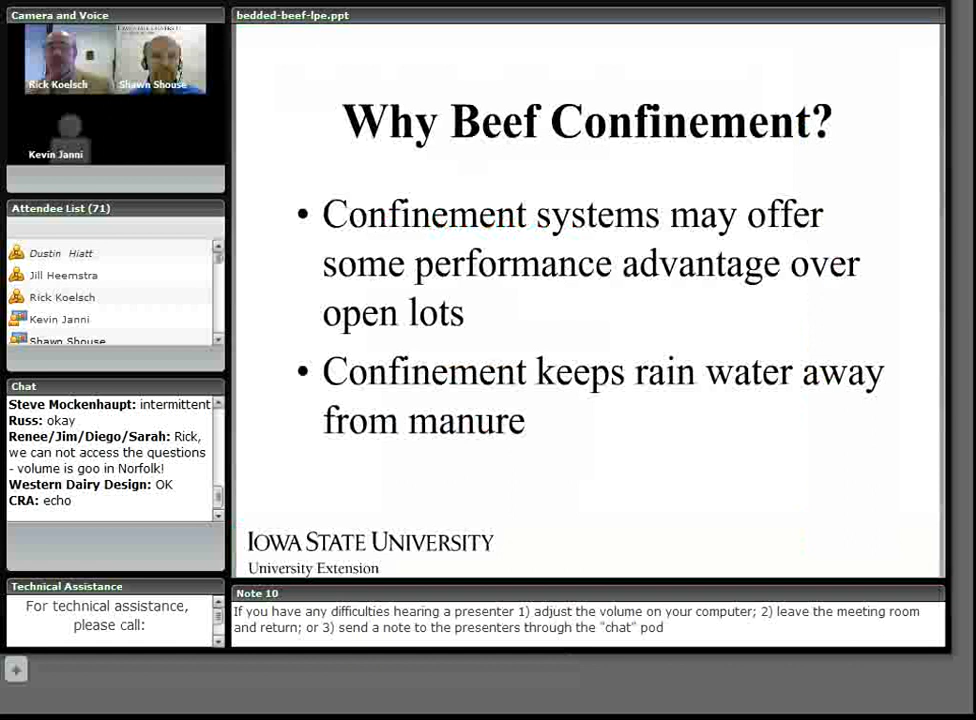 Camera and Voice
Rick Koelsch
Shawn Shouse
Kevin Janni
Attendee List (71)
Dustin Hiatt
Jill Heemstra
Rick Koelsch
Kevin Janni
Shawn Shouse
Chat
Steve Mockenhaupt: intermittent
Russ: okay
Renee/Jim/Diego/Sarah: Rick,
we can not access the questions
- volume is goo in Norfolk!
Western Dairy Design: OK
CRA: echo
Technical Assistance
For technical assistance,
please call:
bedded-beef-lpe.ppt
Why Beef Confinement?
• Confinement systems may offer
some performance advantage over
open lots
• Confinement keeps rain water away
from manure
IOWA STATE UNIVERSITY
University Extension
Note 10
If you have any difficulties hearing a presenter 1) adjust the volume on your computer; 2) leave the meeting room
and return; or 3) send a note to the presenters through the "chat" pod